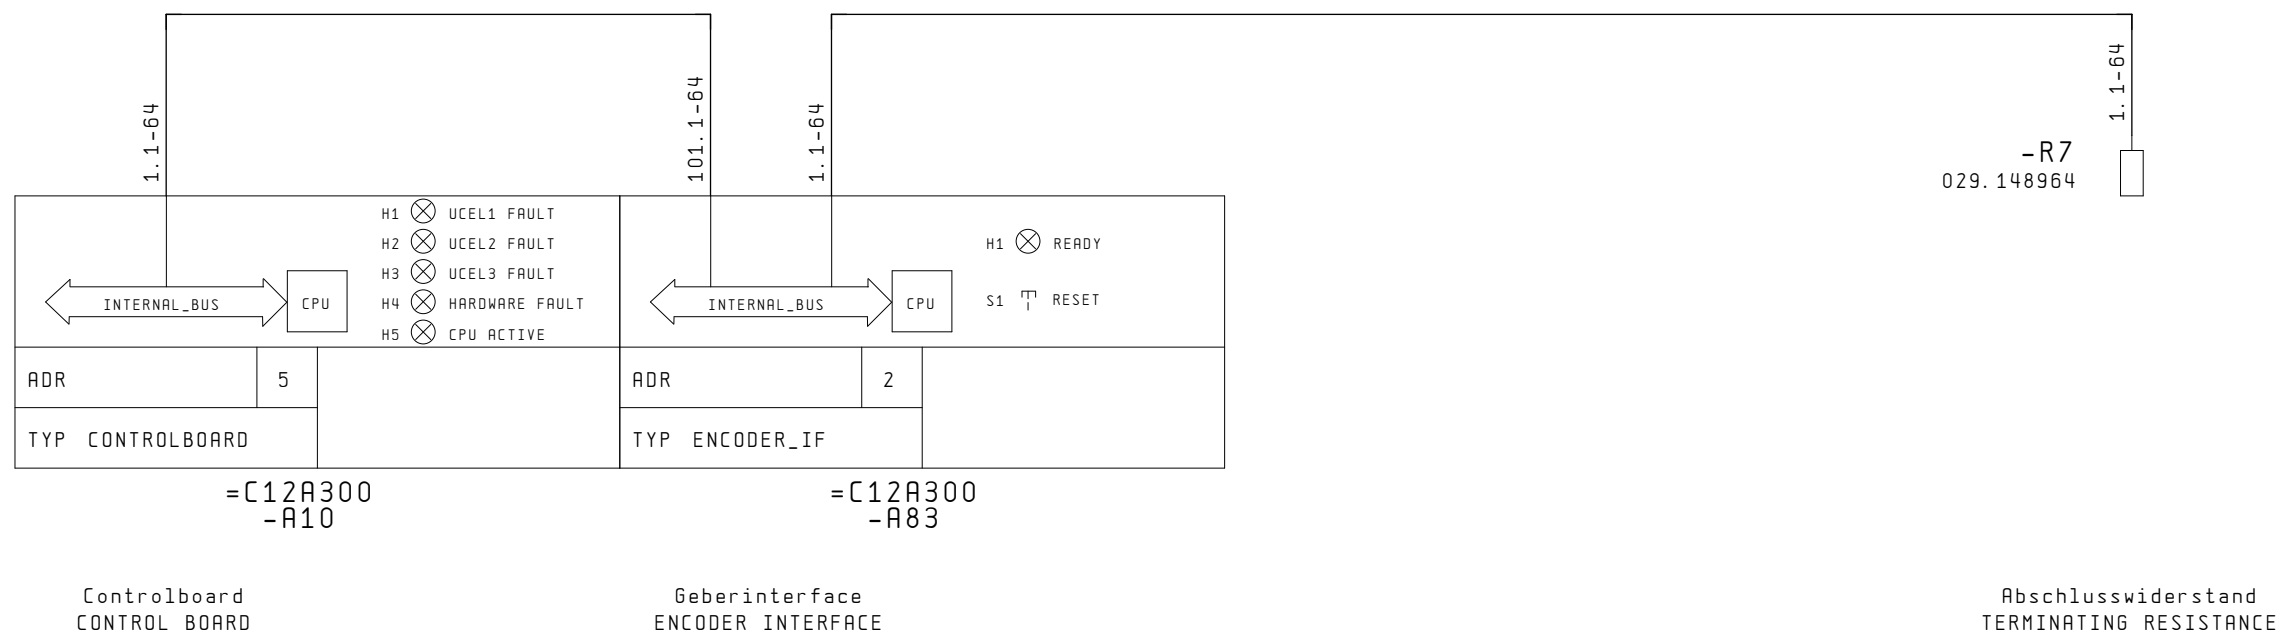 1.1-64
101.1-64
1.1-64
1.1-64
-R7
029.148964
H1 UCEL1 FAULT
H2 UCEL2 FAULT
H3 UCEL3 FAULT
H4 HARDWARE FAULT
H5 CPU ACTIVE
INTERNAL_BUS
CPU
H1 READY
S1 RESET
INTERNAL_BUS
CPU
ADR 5
TYP CONTROLBOARD
ADR 2
TYP ENCODER_IF
=C12A300
-A10
=C12A300
-A83
Controlboard
CONTROL BOARD
Geberinterface
ENCODER INTERFACE
Abschlusswiderstand
TERMINATING RESISTANCE